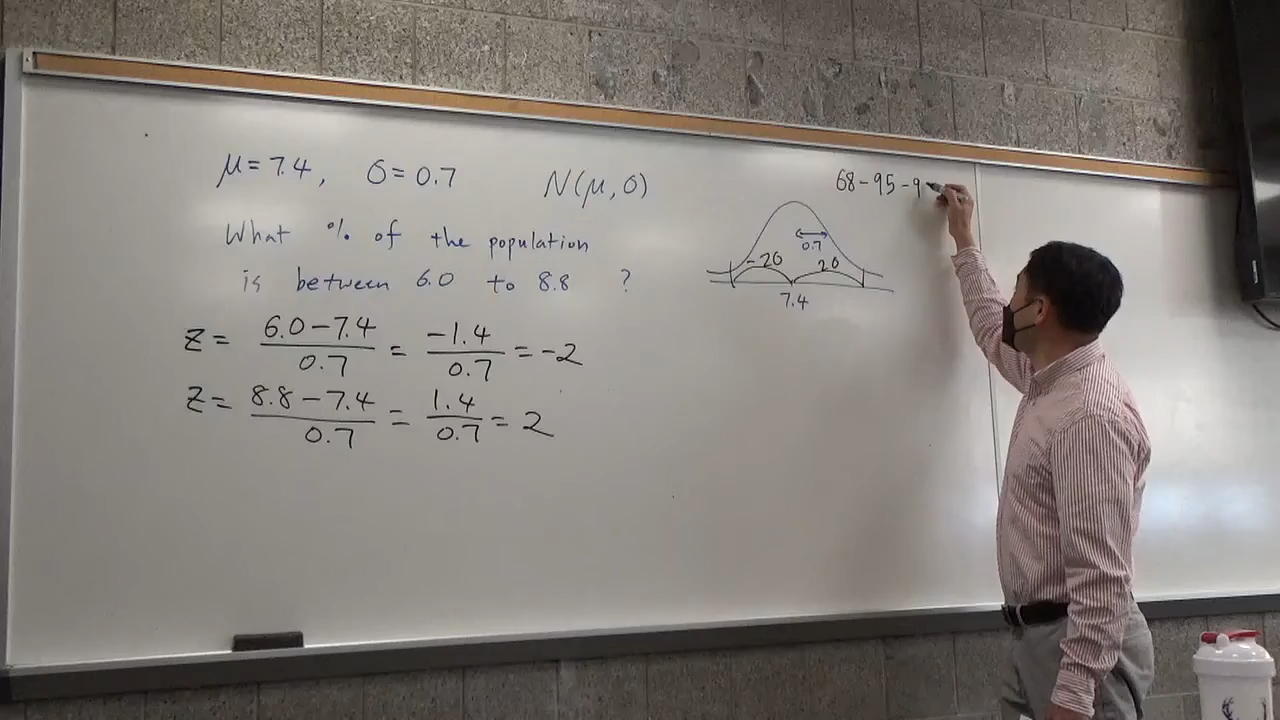 μ = 7.4, σ = 0.7 N(μ, σ)
What % of the population
is between 6.0 to 8.8 ?
z = (6.0 - 7.4)/0.7 = -1.4/0.7 = -2
z = (8.8 - 7.4)/0.7 = 1.4/0.7 = 2
68 - 95 - 9
0.7
-2σ 2σ
7.4